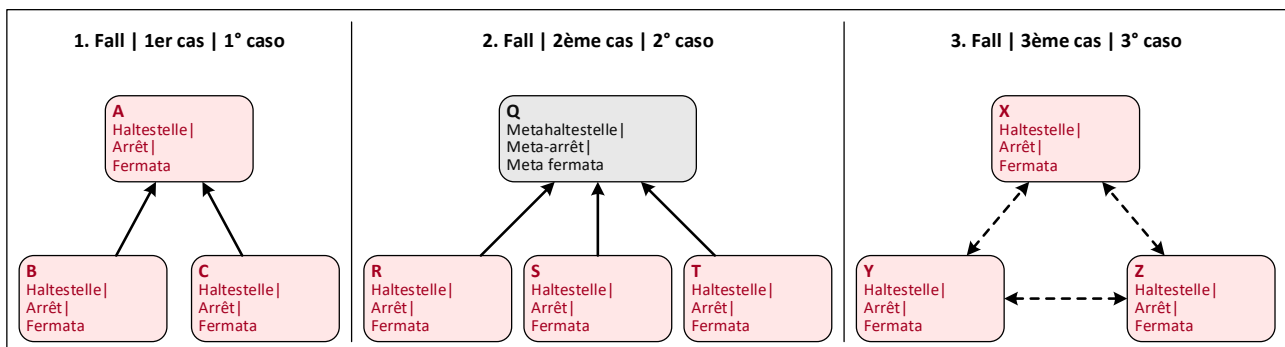 1. Fall | 1er cas | 1° caso
A
Haltestelle|
Arrêt|
Fermata
B
Haltestelle|
Arrêt|
Fermata
C
Haltestelle|
Arrêt|
Fermata
2. Fall | 2ème cas | 2° caso
Q
Metahaltestelle|
Meta-arrêt|
Meta fermata
R
Haltestelle|
Arrêt|
Fermata
S
Haltestelle|
Arrêt|
Fermata
T
Haltestelle|
Arrêt|
Fermata
3. Fall | 3ème cas | 3° caso
X
Haltestelle|
Arrêt|
Fermata
Y
Haltestelle|
Arrêt|
Fermata
Z
Haltestelle|
Arrêt|
Fermata